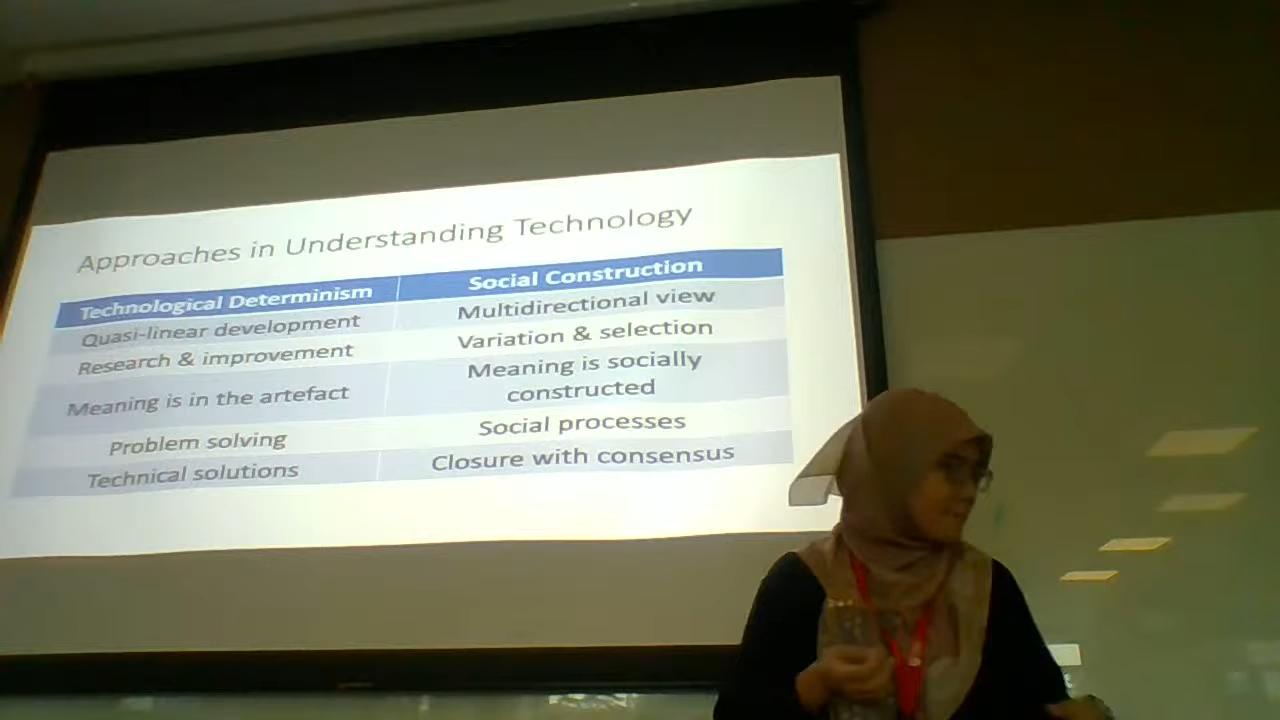 Approaches in Understanding Technology
Technological Determinism
Social Construction
Quasi-linear development
Multidirectional view
Research & improvement
Variation & selection
Meaning is in the artefact
Meaning is socially
constructed
Problem solving
Social processes
Technical solutions
Closure with consensus